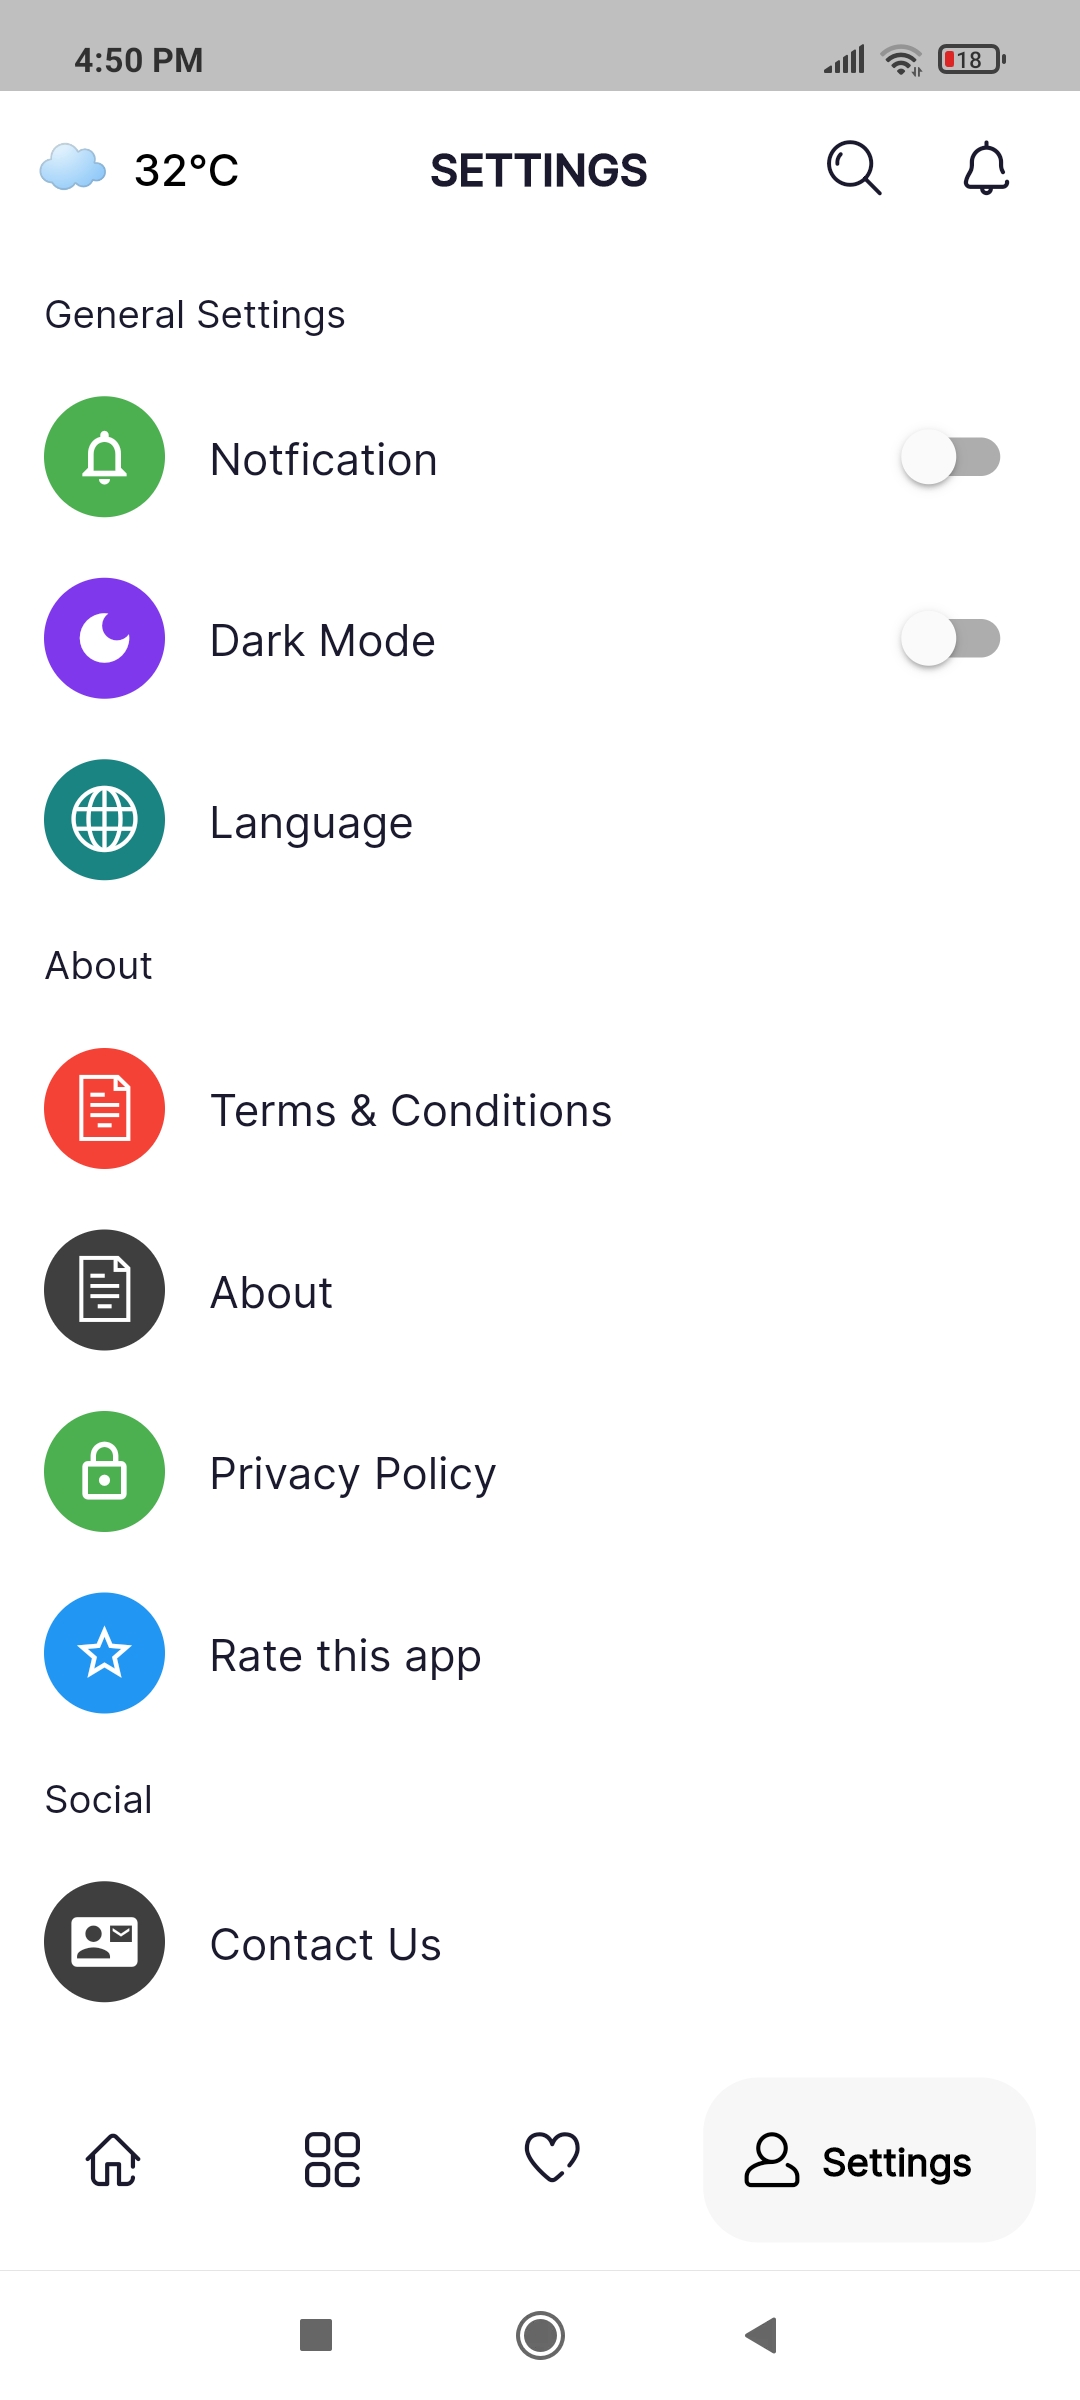 4:50 PM
18
32°C
SETTINGS
General Settings
Notfication
Dark Mode
Language
About
Terms & Conditions
About
Privacy Policy
Rate this app
Social
Contact Us
Settings